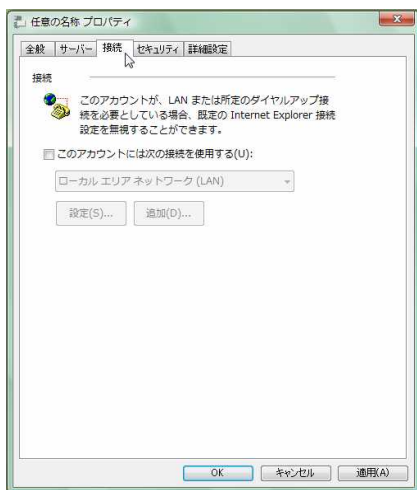 任意の名称 プロパティ
全般 サーバー 接続 セキュリティ 詳細設定
接続
このアカウントが、LAN または所定のダイヤルアップ接
続を必要としている場合、既定の Internet Explorer 接続
設定を無視することができます。
このアカウントには次の接続を使用する(U):
ローカル エリア ネットワーク (LAN)
設定(S)... 追加(D)...
OK キャンセル 適用(A)